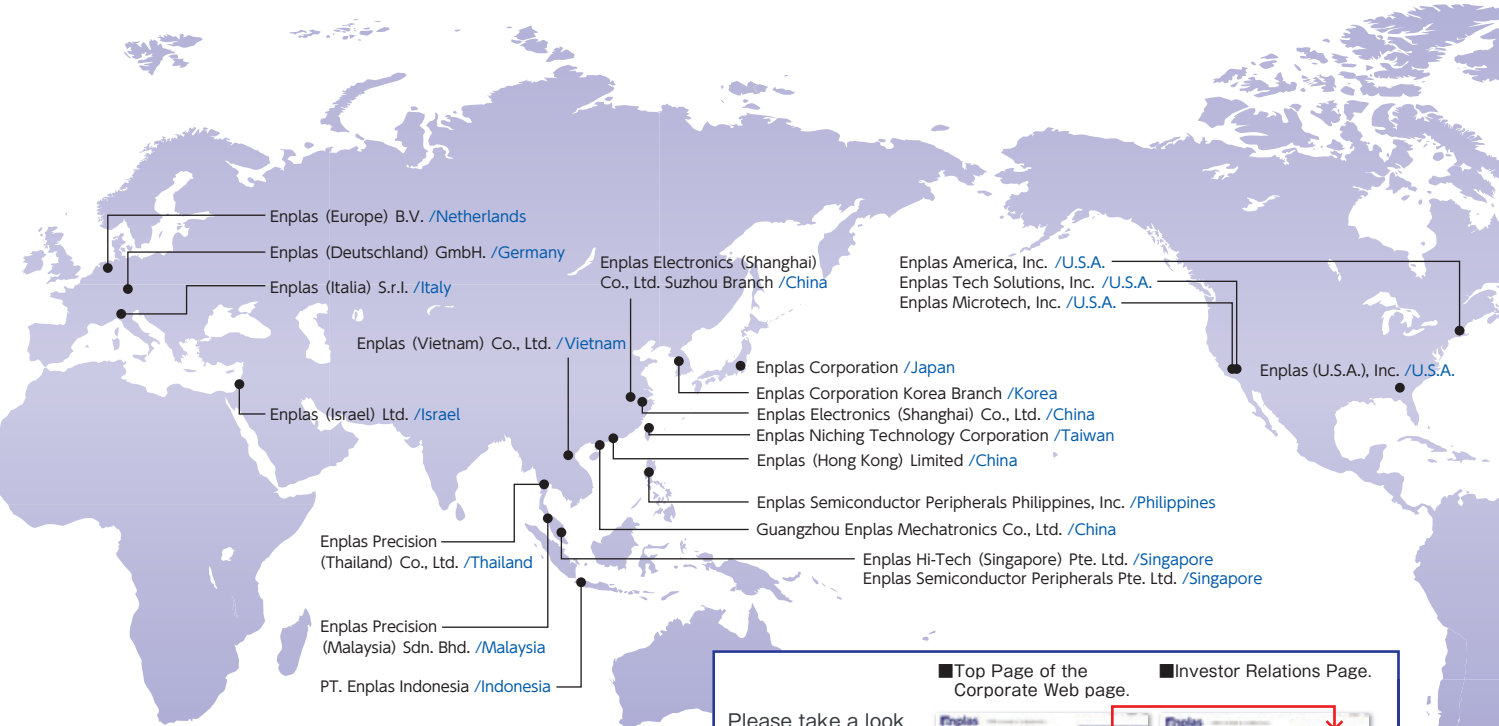 Enplas (Europe) B.V. /Netherlands
Enplas (Deutschland) GmbH. /Germany
Enplas (Italia) S.r.l. /Italy
Enplas (Vietnam) Co., Ltd. /Vietnam
Enplas (Israel) Ltd. /Israel
Enplas Electronics (Shanghai)
Co., Ltd. Suzhou Branch /China
Enplas America, Inc. /U.S.A.
Enplas Tech Solutions, Inc. /U.S.A.
Enplas Microtech, Inc. /U.S.A.
Enplas (U.S.A.), Inc. /U.S.A.
Enplas Corporation /Japan
Enplas Corporation Korea Branch /Korea
Enplas Electronics (Shanghai) Co., Ltd. /China
Enplas Niching Technology Corporation /Taiwan
Enplas (Hong Kong) Limited /China
Enplas Semiconductor Peripherals Philippines, Inc. /Philippines
Guangzhou Enplas Mechatronics Co., Ltd. /China
Enplas Hi-Tech (Singapore) Pte. Ltd. /Singapore
Enplas Semiconductor Peripherals Pte. Ltd. /Singapore
Enplas Precision
(Thailand) Co., Ltd. /Thailand
Enplas Precision
(Malaysia) Sdn. Bhd. /Malaysia
PT. Enplas Indonesia /Indonesia
■Top Page of the
Corporate Web page.
■Investor Relations Page.
Please take a look
Enplas
Enplas